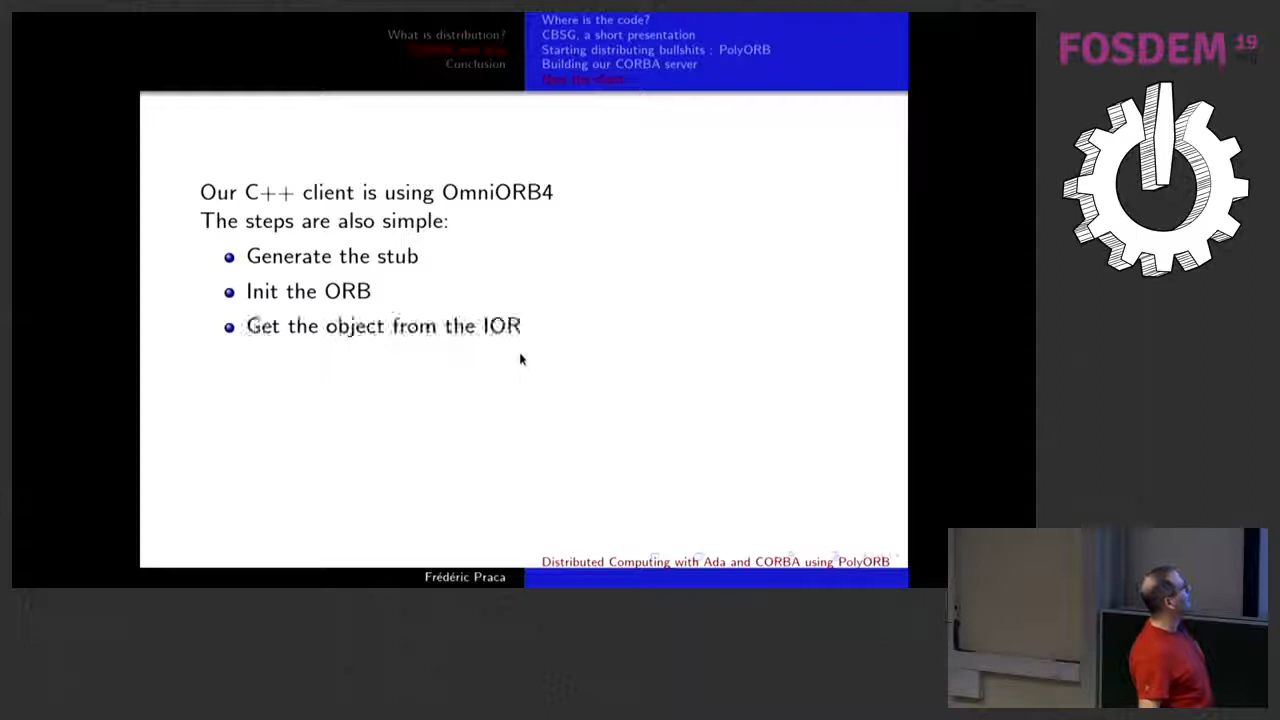 What is distribution?
Conclusion
Where is the code?
CBSG, a short presentation
Starting distributing bullshits : PolyORB
Building our CORBA server
FOSDEM 19
Our C++ client is using OmniORB4
The steps are also simple:
Generate the stub
Init the ORB
Get the object from the IOR
Distributed Computing with Ada and CORBA using PolyORB
Frédéric Praca